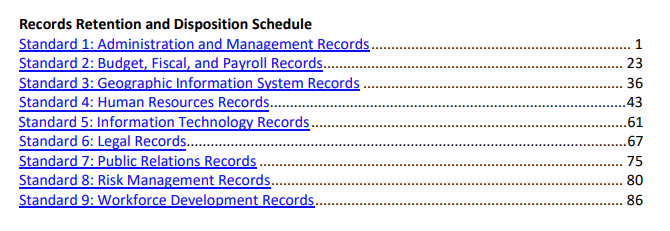 Records Retention and Disposition Schedule
Standard 1: Administration and Management Records.......................................................... 1
Standard 2: Budget, Fiscal, and Payroll Records..................................................................... 23
Standard 3: Geographic Information System Records ............................................................ 36
Standard 4: Human Resources Records..................................................................................43
Standard 5: Information Technology Records.........................................................................61
Standard 6: Legal Records....................................................................................................... 67
Standard 7: Public Relations Records ..................................................................................... 75
Standard 8: Risk Management Records.................................................................................. 80
Standard 9: Workforce Development Records........................................................................ 86